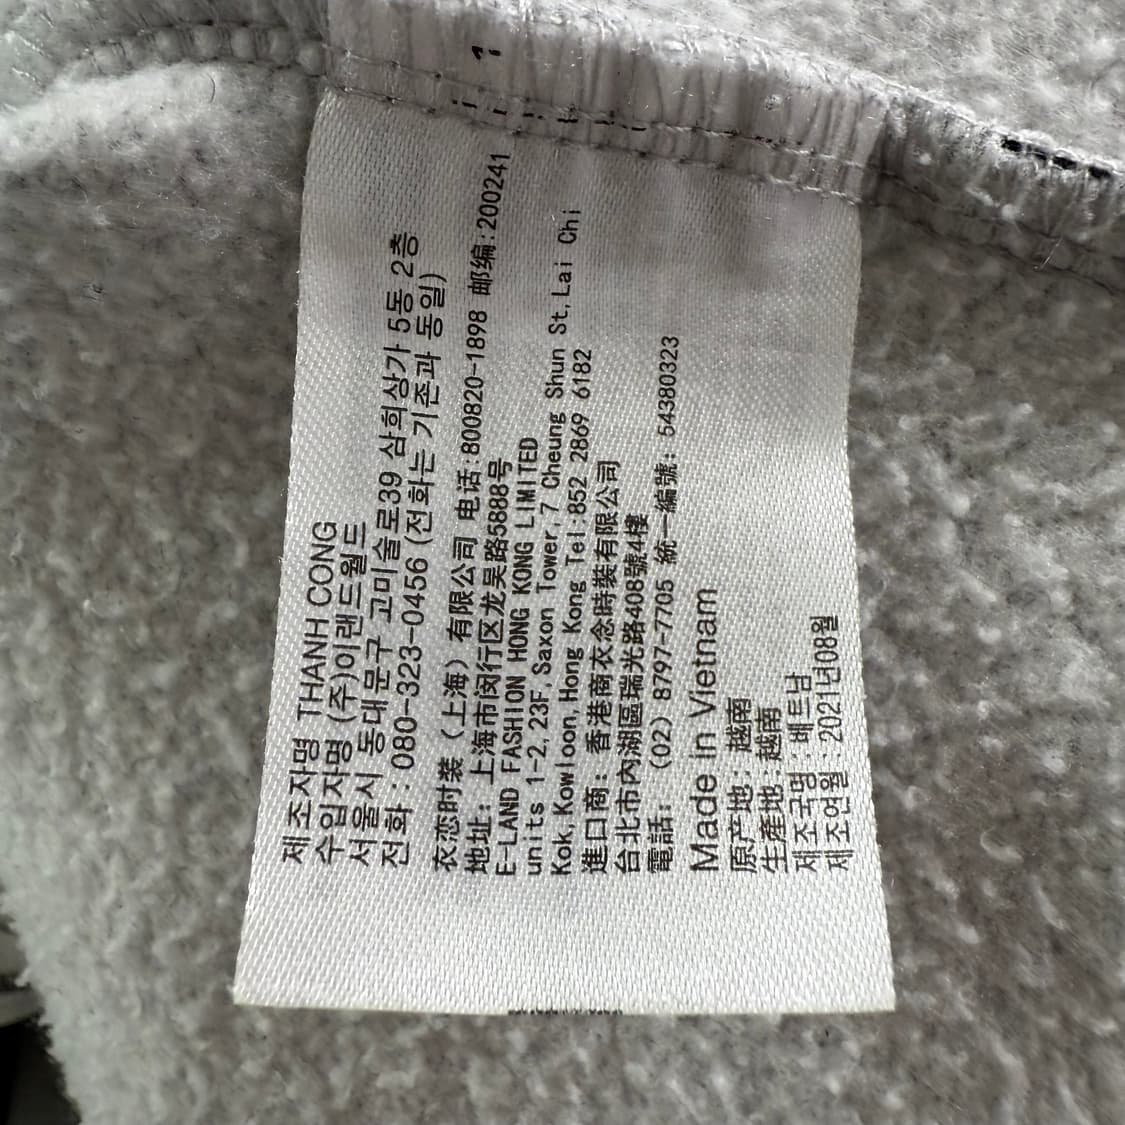 제조자명 THANH CONG
수입자명 (주)이랜드월드
서울시 동대문구 고미술로39 삼희상가 5동 2층
전화 : 080-323-0456 (전화는 기존과 동일)
衣恋时装（上海）有限公司 电话:800820-1898 邮编:200241
地址: 上海市闵行区龙吴路5888号
E-LAND FASHION HONG KONG LIMITED
units 1-2,23F,Saxon Tower,7 Cheung Shun St,Lai Chi
Kok,Kowloon,Hong Kong Tel:852 2869 6182
進口商: 香港商衣念時裝有限公司
台北市內湖區瑞光路408號4樓
電話: (02) 8797-7705 統一編號: 54380323
Made in Vietnam
原产地: 越南
生產地: 越南
제조국명 : 베트남
제조연월 : 2021년08월